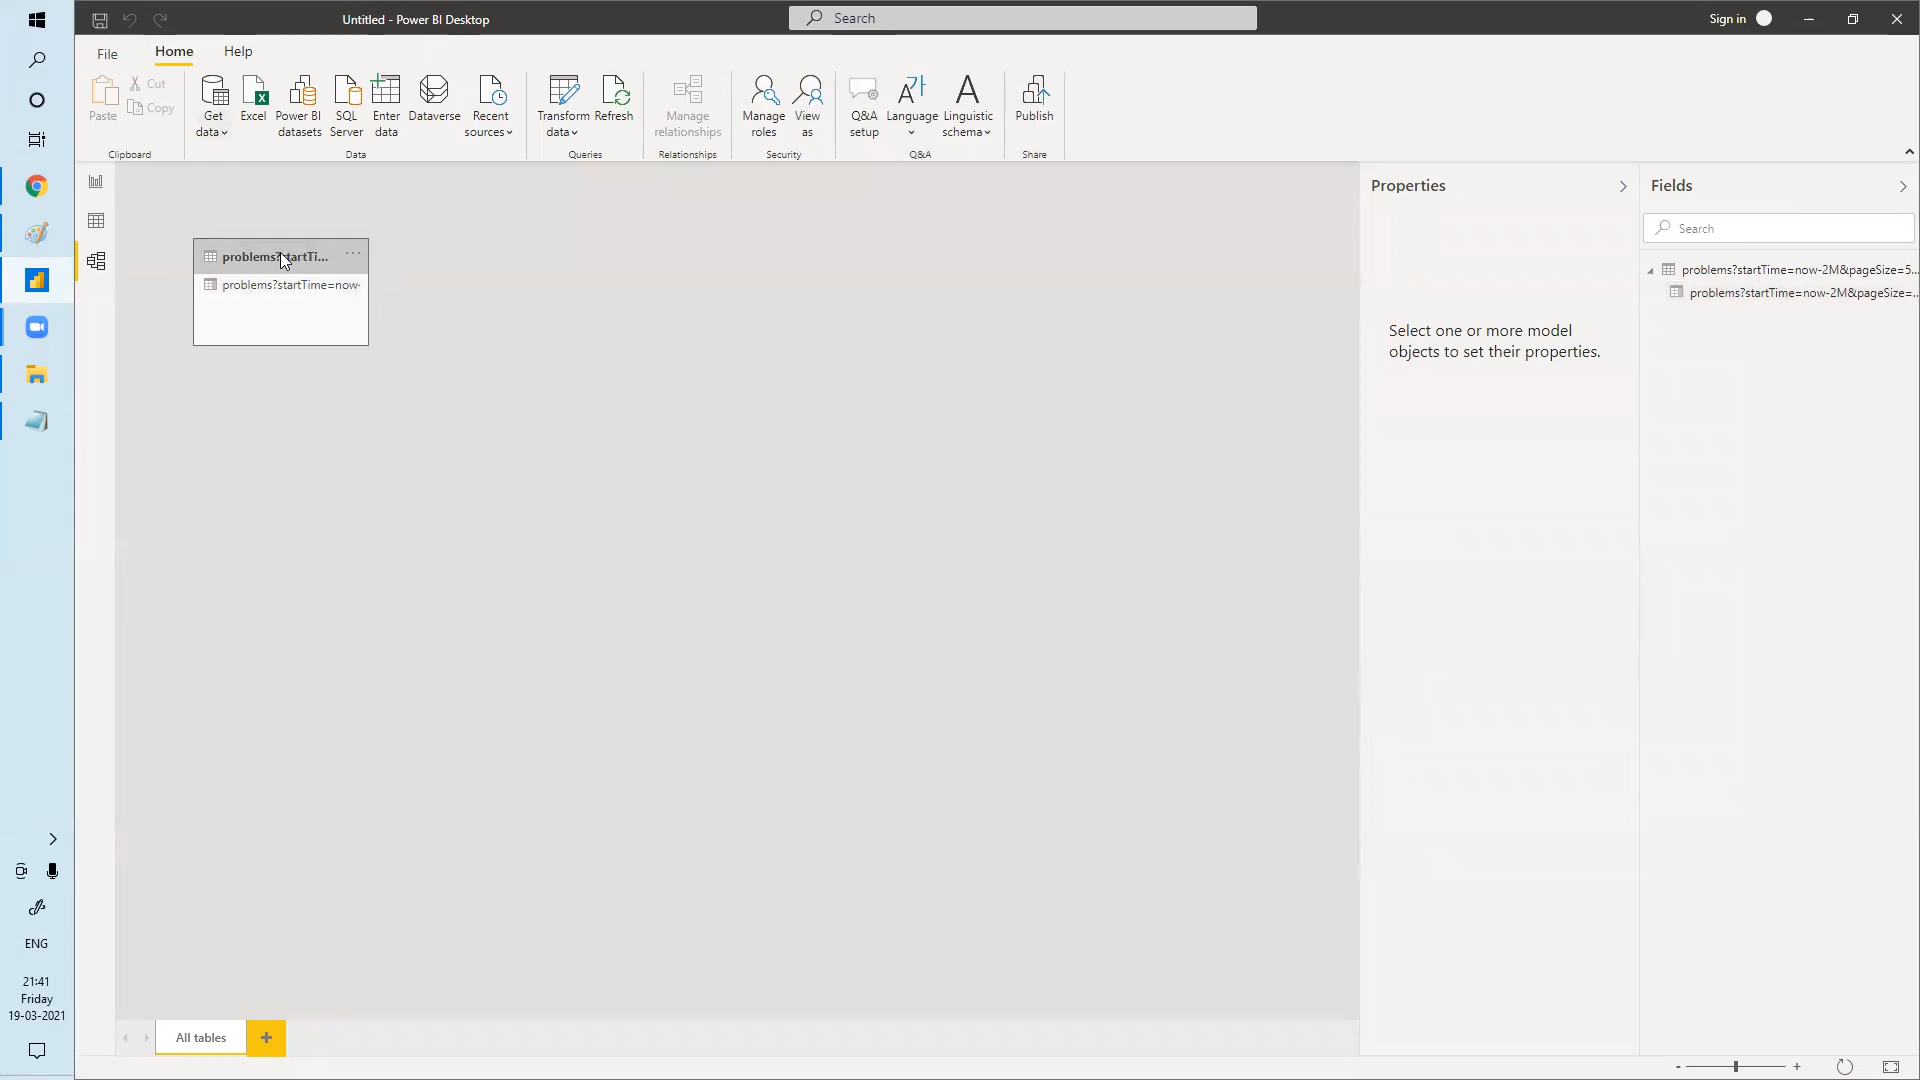 Untitled - Power BI Desktop
Search
Sign in
File
Home
Help
Paste
Cut
Copy
Clipboard
Get data
Excel
Power BI datasets
SQL Server
Enter data
Dataverse
Recent sources
Data
Transform data
Refresh
Queries
Manage relationships
Relationships
Manage roles
View as
Security
Q&A setup
Language
Linguistic schema
Q&A
Publish
Share
problems?startTi...
problems?startTime=now-
Properties
Select one or more model
objects to set their properties.
Fields
Search
problems?startTime=now-2M&pageSize=5...
problems?startTime=now-2M&pageSize=...
ENG
21:41
Friday
19-03-2021
All tables
+
- +